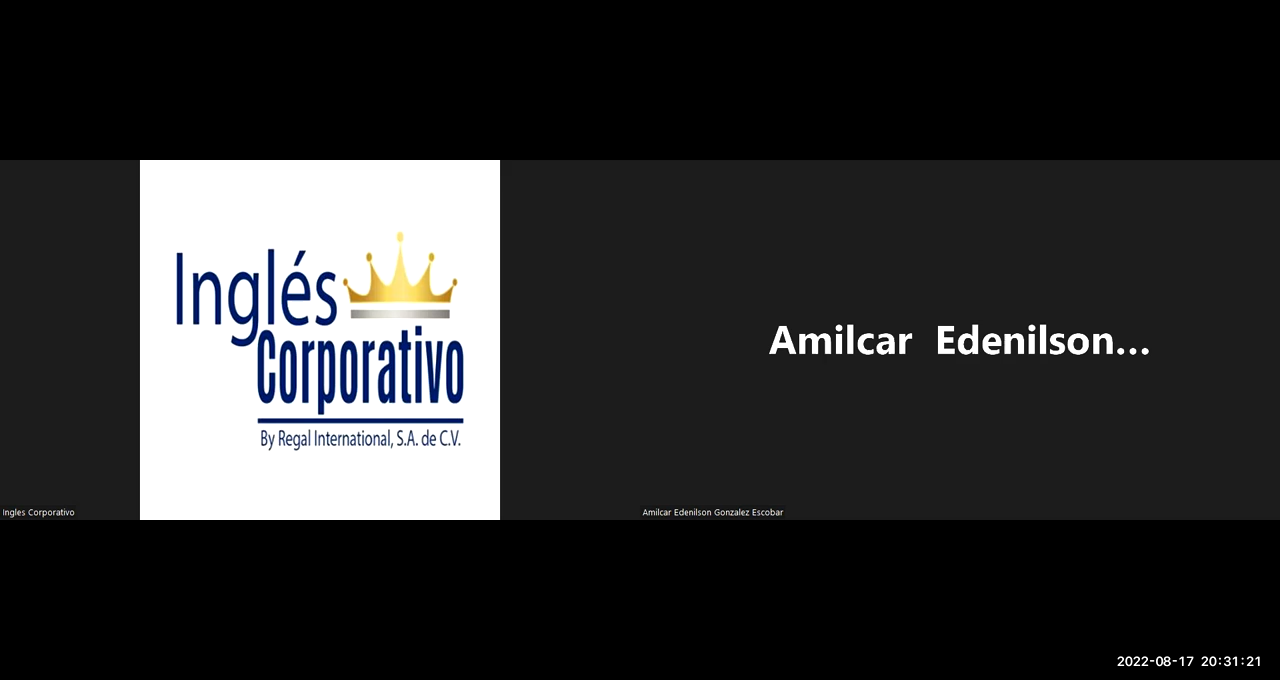 Inglés
Corporativo
By Regal International, S.A. de C.V.
Amilcar Edenilson...
Ingles Corporativo
Amilcar Edenilson Gonzalez Escobar
2022-08-17 20:31:21